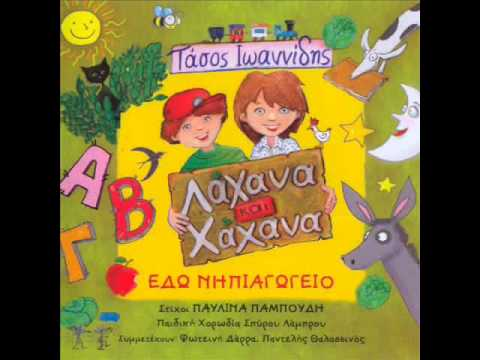 Τάσος Ιωαννίδης
Α
Β
Γ
Λάχανα
και
Χάχανα
ΕΔΩ ΝΗΠΙΑΓΩΓΕΙΟ
Στίχοι ΠΑΥΛΙΝΑ ΠΑΜΠΟΥΔΗ
Παιδική Χορωδία Σπύρου Λάμπρου
Συμμετέχουν: Φωτεινή Δάρρα, Παντελής Θαλασσινός